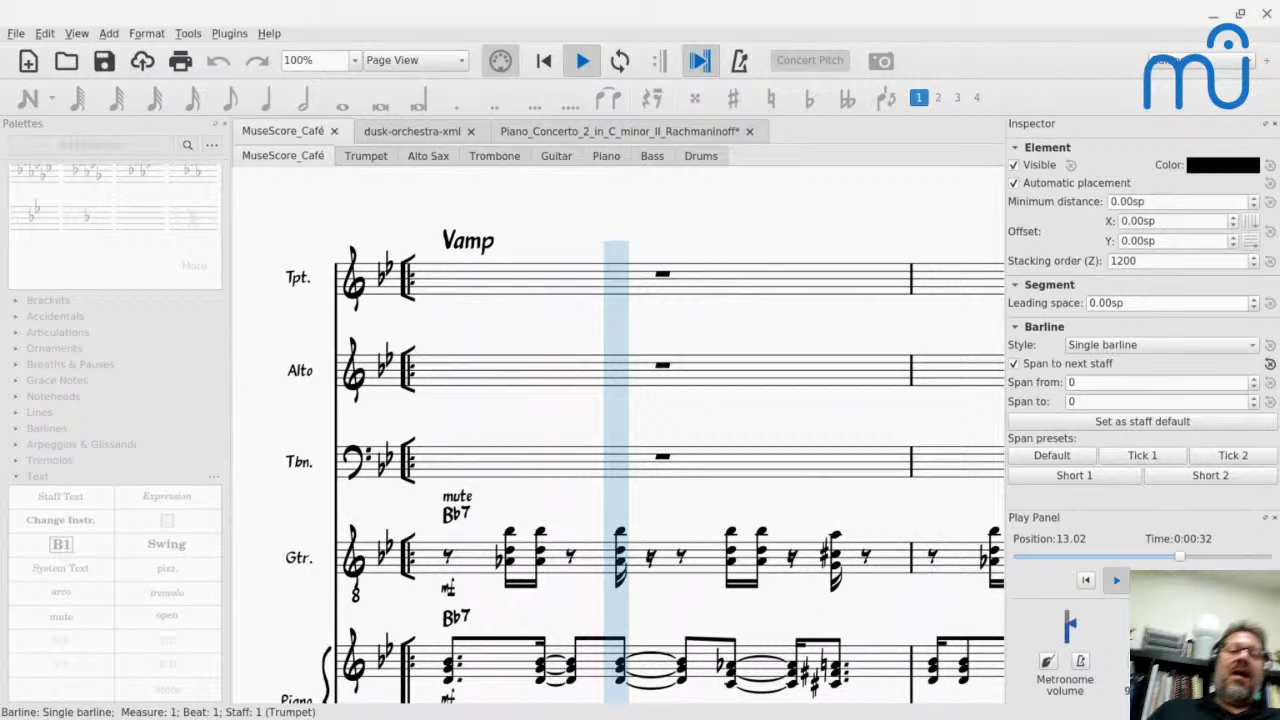 File Edit View Add Format Tools Plugins Help
100% Page View Concert Pitch
1 2 3 4
Palettes
MuseScore_Café dusk-orchestra-xml Piano_Concerto_2_in_C_minor_II_Rachmaninoff*
MuseScore_Café Trumpet Alto Sax Trombone Guitar Piano Bass Drums
More
Brackets
Accidentals
Articulations
Ornaments
Breaths & Pauses
Grace Notes
Noteheads
Lines
Barlines
Arpeggios & Glissandi
Tremolos
Text
Staff Text Expression
Change Instr.
B1 Swing
System Text pizz.
arco tremolo
mute open
Vamp
Tpt.
Alto
Tbn.
mute
Bb7
Gtr.
mf
8
Bb7
Piano
mf
Inspector
Element
Visible Color:
Automatic placement
Minimum distance: 0.00sp
Offset: X: 0.00sp
Y: 0.00sp
Stacking order (Z): 1200
Segment
Leading space: 0.00sp
Barline
Style: Single barline
Span to next staff
Span from: 0
Span to: 0
Set as staff default
Span presets:
Default Tick 1 Tick 2
Short 1 Short 2
Play Panel
Position:13.02 Time:0:00:32
Metronome
volume
Barline: Single barline; Measure: 1; Beat: 1; Staff: 1 (Trumpet)